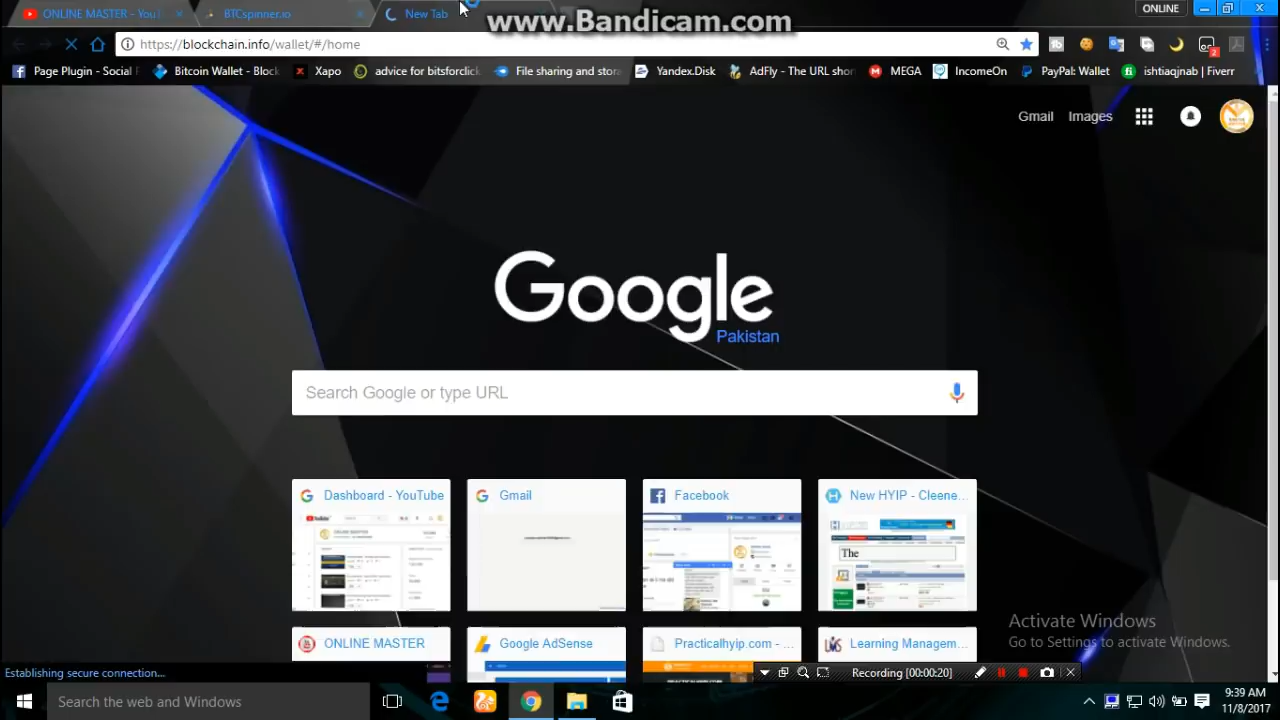 ONLINE MASTER - YouT
BTCspinner.io
New Tab
www.Bandicam.com
ONLINE
https://blockchain.info/wallet/#/home
2
Page Plugin - Social
Bitcoin Wallet - Block
Xapo
advice for bitsforclick
File sharing and stor
Yandex.Disk
AdFly - The URL shor
MEGA
IncomeOn
PayPal: Wallet
ishtiaqjnab | Fiverr
Gmail
Images
Google
Pakistan
Search Google or type URL
Dashboard - YouTube
Gmail
Facebook
New HYIP - Cleene...
The
ONLINE MASTER
Google AdSense
Practicalhyip.com - ...
Learning Managem...
Activate Windows
Go to Settings to activate Windows.
Establishing secure connection...
Recording [00:00:20]
Search the web and Windows
9:39 AM
11/8/2017